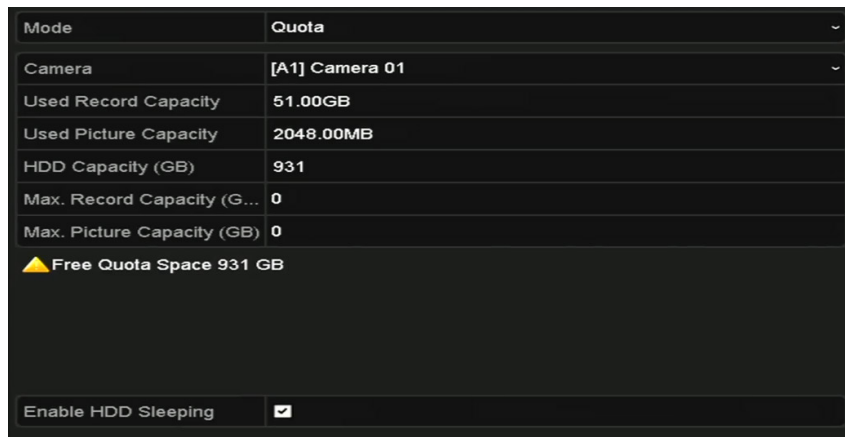 Mode Quota
Camera [A1] Camera 01
Used Record Capacity 51.00GB
Used Picture Capacity 2048.00MB
HDD Capacity (GB) 931
Max. Record Capacity (G... 0
Max. Picture Capacity (GB) 0
Free Quota Space 931 GB
Enable HDD Sleeping